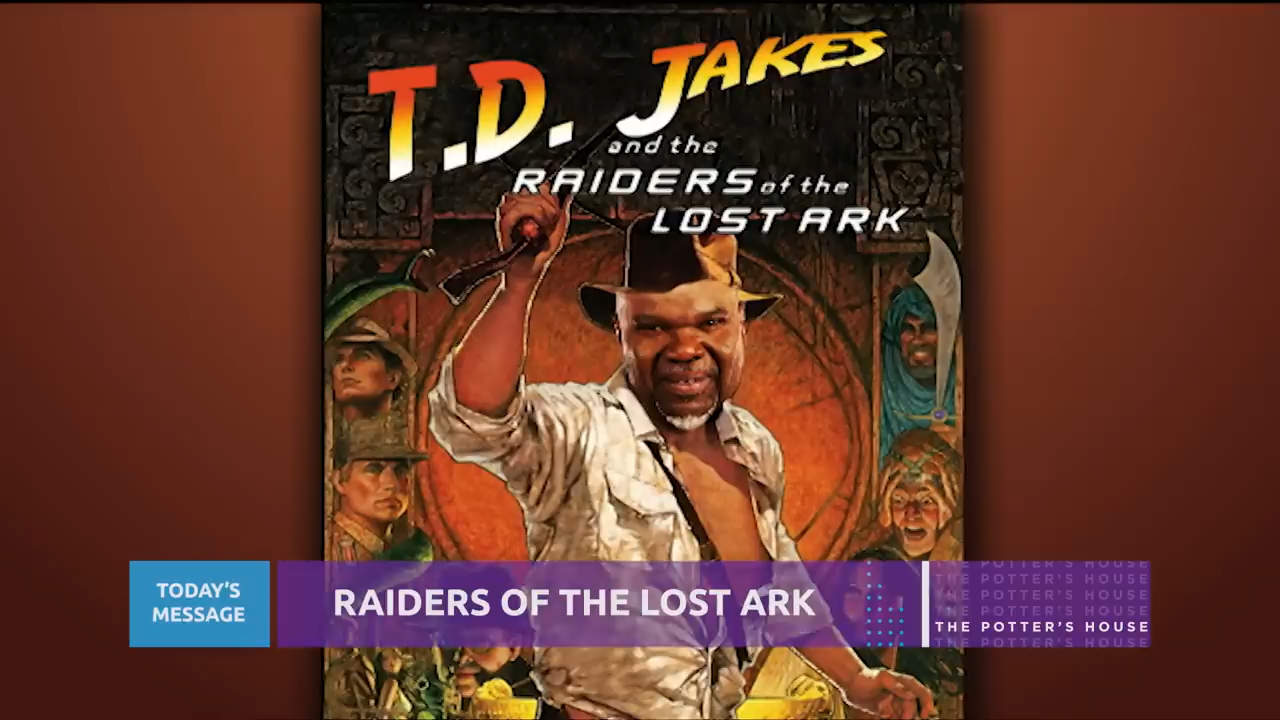 T.D. JAKES
and the
RAIDERS of the
LOST ARK
TODAY'S
MESSAGE
RAIDERS OF THE LOST ARK
THE POTTER'S HOUSE
THE POTTER'S HOUSE
THE POTTER'S HOUSE
THE POTTER'S HOUSE
THE POTTER'S HOUSE
THE POTTER'S HOUSE